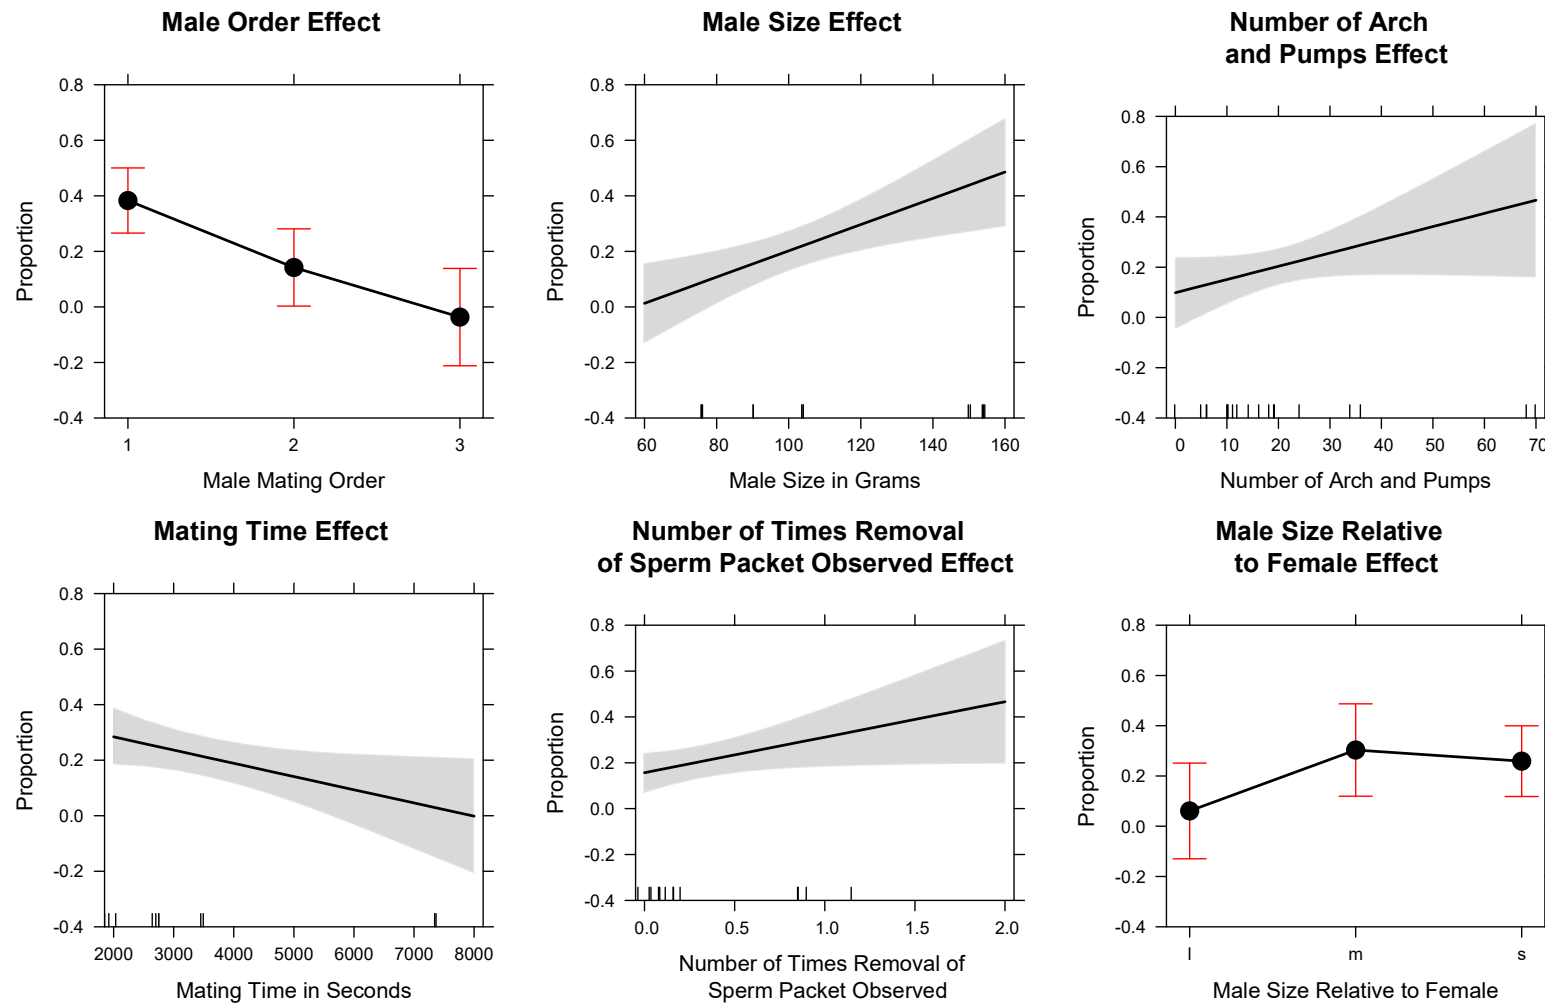 Male Order Effect
0.8
0.6
0.4
0.2
0.0
-0.2
-0.4
Proportion
1 2 3
Male Mating Order
Male Size Effect
0.8
0.6
0.4
0.2
0.0
-0.2
-0.4
Proportion
60 80 100 120 140 160
Male Size in Grams
Number of Arch
and Pumps Effect
0.8
0.6
0.4
0.2
0.0
-0.2
-0.4
Proportion
0 10 20 30 40 50 60 70
Number of Arch and Pumps
Mating Time Effect
0.8
0.6
0.4
0.2
0.0
-0.2
-0.4
Proportion
2000 3000 4000 5000 6000 7000 8000
Mating Time in Seconds
Number of Times Removal
of Sperm Packet Observed Effect
0.8
0.6
0.4
0.2
0.0
-0.2
-0.4
Proportion
0.0 0.5 1.0 1.5 2.0
Number of Times Removal of
Sperm Packet Observed
Male Size Relative
to Female Effect
0.8
0.6
0.4
0.2
0.0
-0.2
-0.4
Proportion
l m s
Male Size Relative to Female